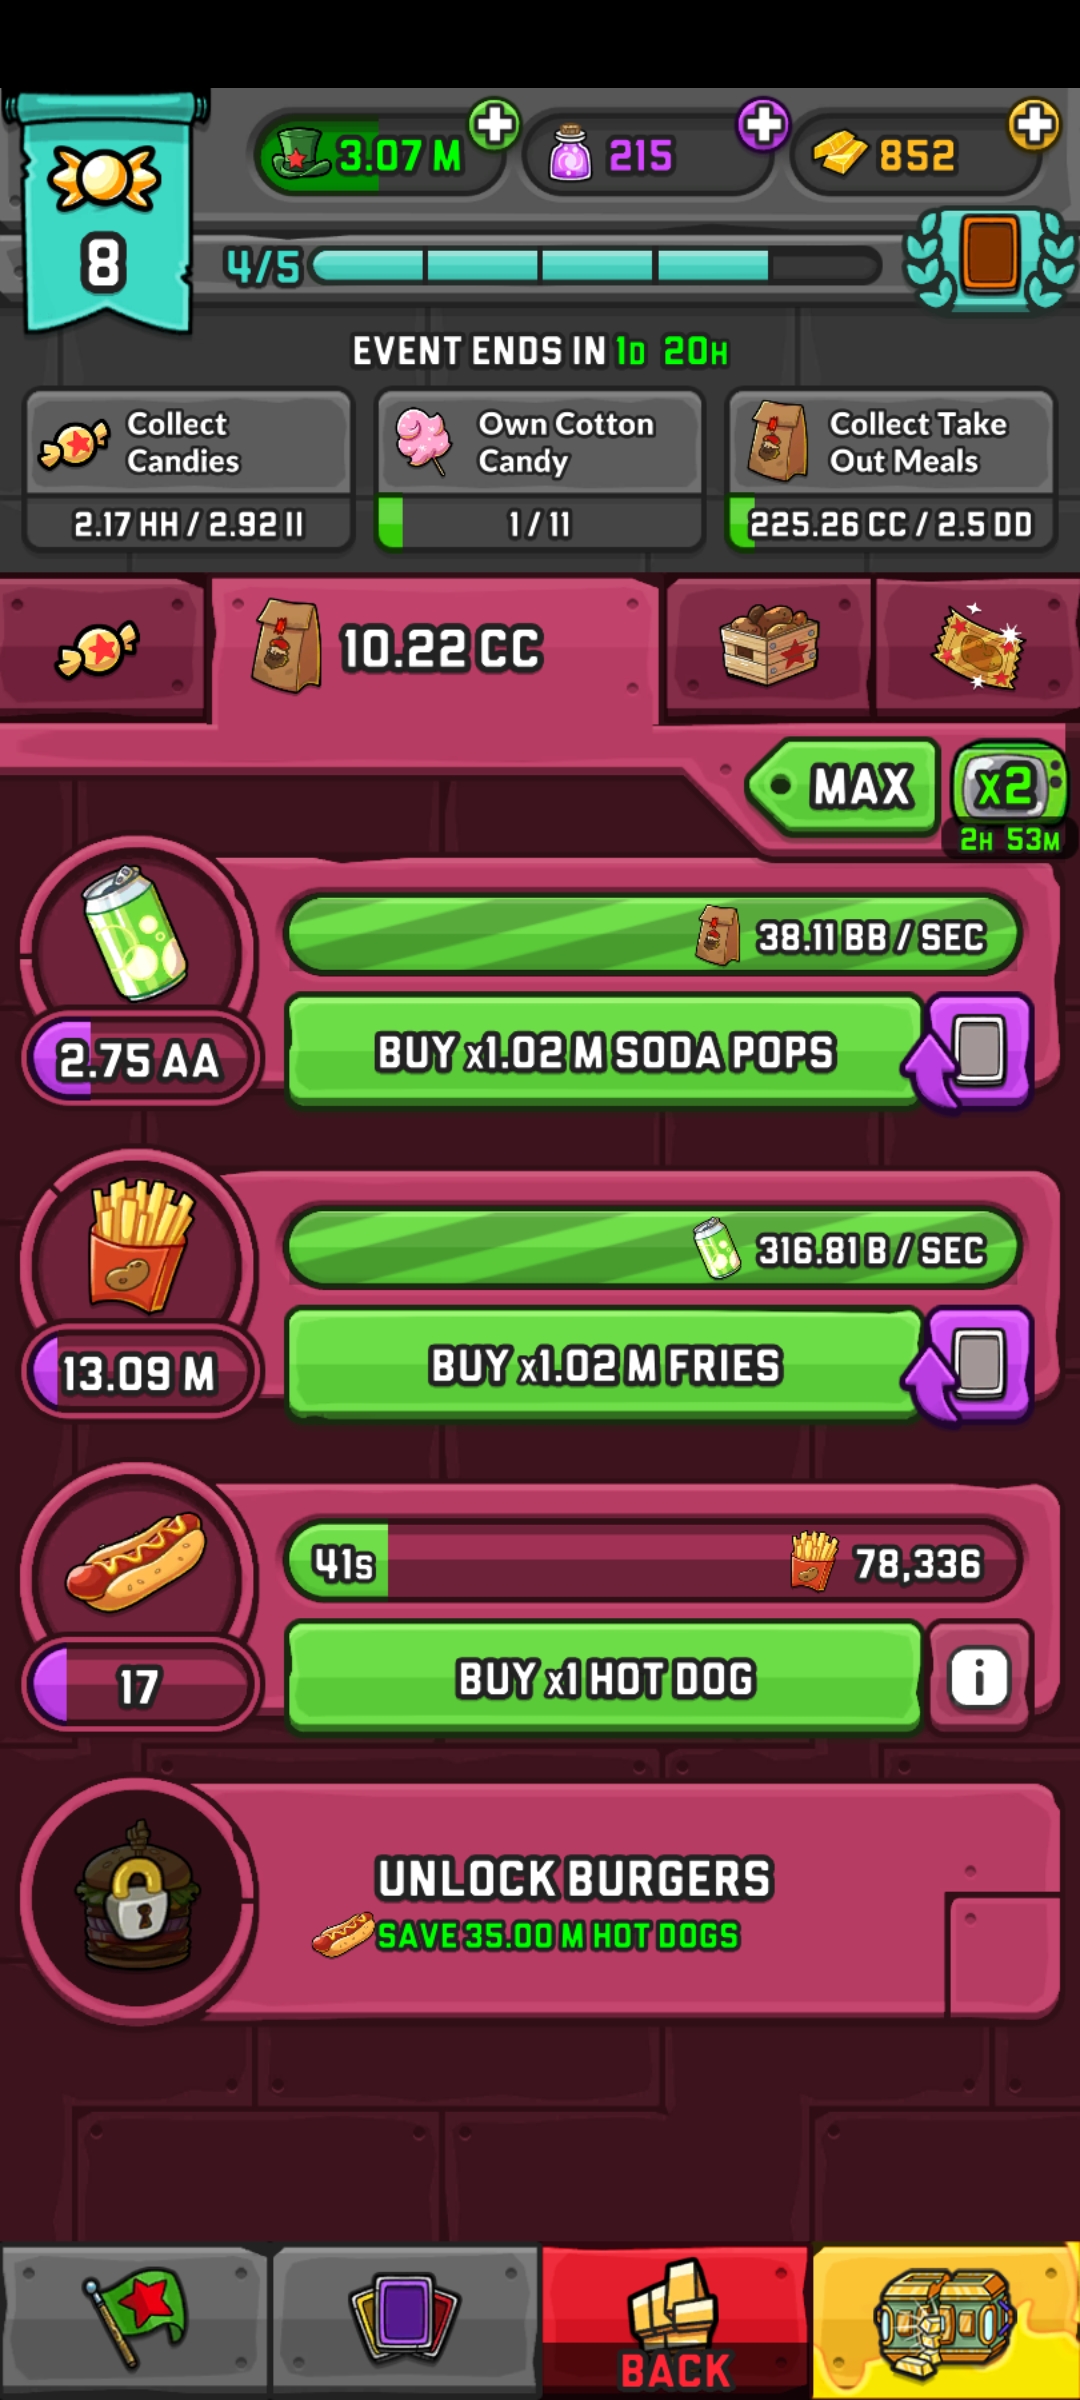 3.07 M
215
852
8
4/5
EVENT ENDS IN 1D 20H
Collect
Candies
2.17 HH / 2.92 II
Own Cotton
Candy
1 / 11
Collect Take
Out Meals
225.26 CC / 2.5 DD
10.22 CC
MAX
x2
2H 53M
38.11 BB / SEC
2.75 AA
BUY x1.02 M SODA POPS
316.81 B / SEC
13.09 M
BUY x1.02 M FRIES
41s
78,336
17
BUY x1 HOT DOG
i
UNLOCK BURGERS
SAVE 35.00 M HOT DOGS
BACK